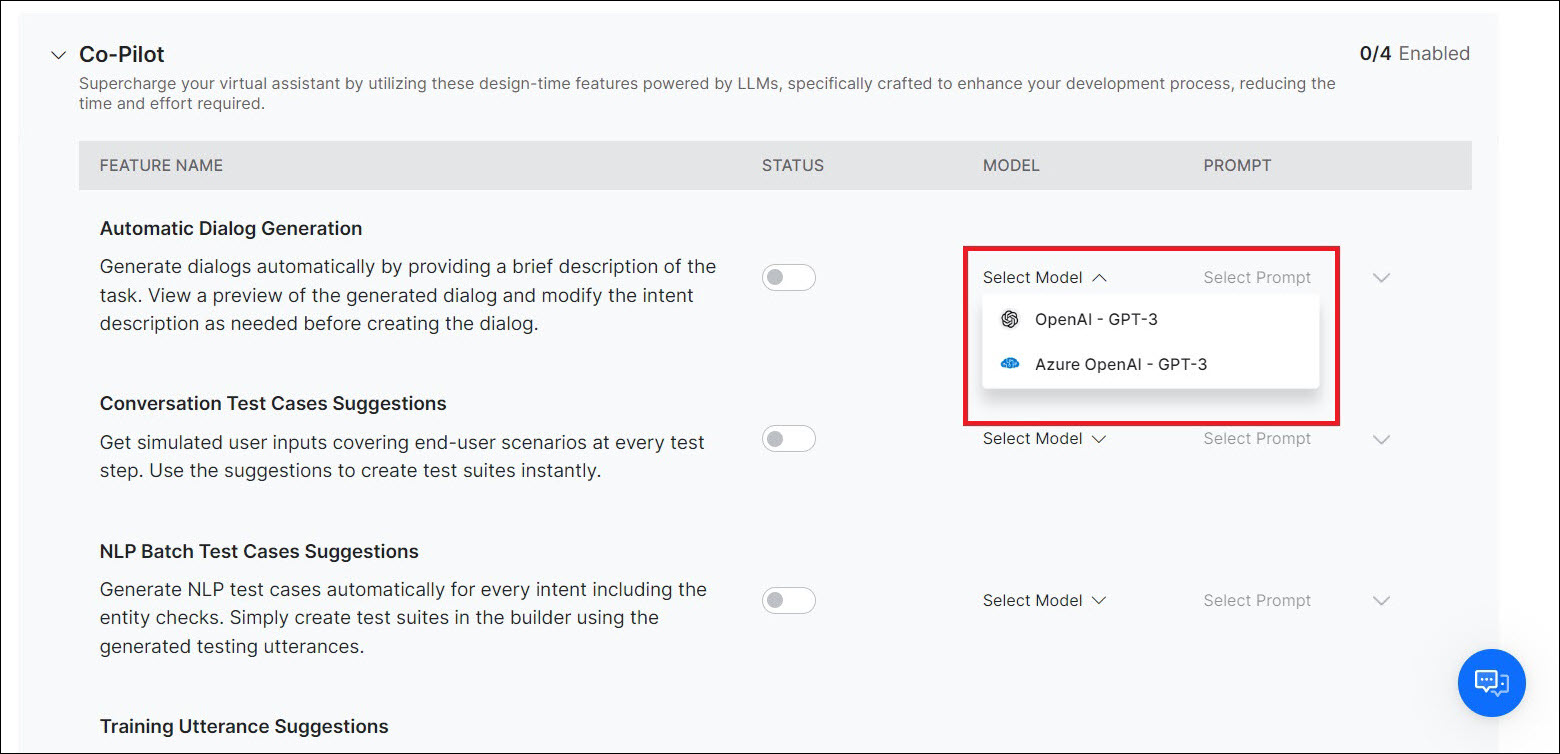 Co-Pilot
0/4 Enabled
Supercharge your virtual assistant by utilizing these design-time features powered by LLMs, specifically crafted to enhance your development process, reducing the
time and effort required.
FEATURE NAME STATUS MODEL PROMPT
Automatic Dialog Generation
Generate dialogs automatically by providing a brief description of the
task. View a preview of the generated dialog and modify the intent
description as needed before creating the dialog.
Select Model Select Prompt
OpenAI - GPT-3
Azure OpenAI - GPT-3
Conversation Test Cases Suggestions
Get simulated user inputs covering end-user scenarios at every test
step. Use the suggestions to create test suites instantly.
Select Model Select Prompt
NLP Batch Test Cases Suggestions
Generate NLP test cases automatically for every intent including the
entity checks. Simply create test suites in the builder using the
generated testing utterances.
Select Model Select Prompt
Training Utterance Suggestions